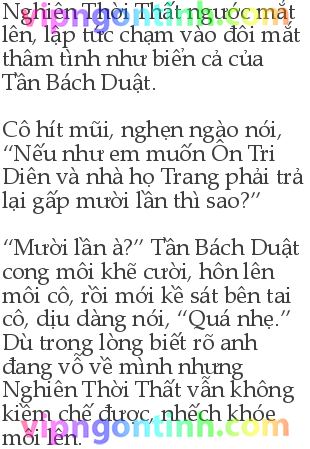 Nghiên Thời Thất ngước mắt
lên, lập tức chạm vào đôi mắt
thâm tình như biển cả của
Tần Bách Duật.
Cô hít mũi, nghẹn ngào nói,
“Nếu như em muốn Ôn Tri
Diên và nhà họ Trang phải trả
lại gấp mười lần thì sao?”
“Mười lần à?” Tần Bách Duật
cong môi khẽ cười, hôn lên
môi cô, rồi mới kề sát bên tai
cô, dịu dàng nói, “Quá nhẹ.”
Dù trong lòng biết rõ anh
đang vỗ về mình nhưng
Nghiên Thời Thất vẫn không
kiềm chế được, nhếch khóe
môi lên.
vipngontinh.com
vipngontinh.com